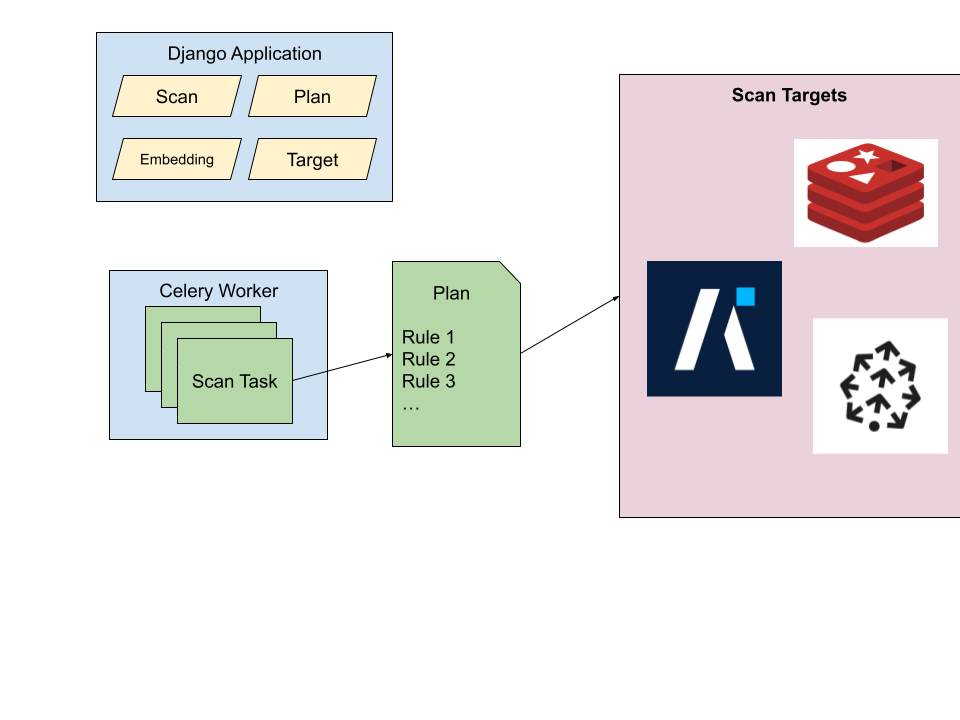 Django Application
Scan
Plan
Embedding
Target
Scan Targets
Celery Worker
Scan Task
Plan
Rule 1
Rule 2
Rule 3
…